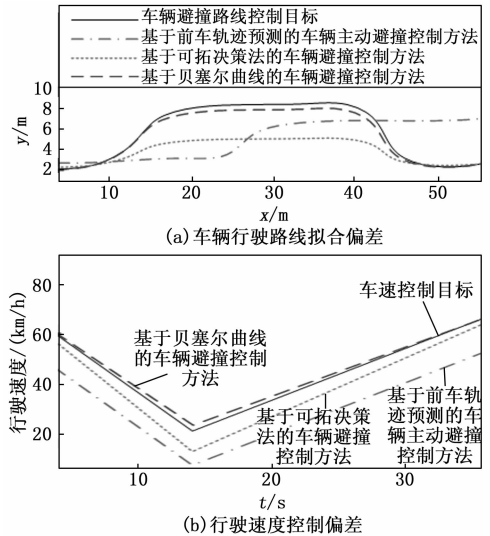 车辆避撞路线控制目标
基于前车轨迹预测的车辆主动避撞控制方法
基于可拓决策法的车辆避撞控制方法
基于贝塞尔曲线的车辆避撞控制方法
10
8
6
4
2
y/m
10
20
30
40
50
x/m
(a)车辆行驶路线拟合偏差
80
60
40
20
行驶速度/(km/h)
车速控制目标
基于贝塞尔曲线
的车辆避撞控制
方法
基于可拓决策
法的车辆避撞
控制方法
基于前车轨
迹预测的车
辆主动避撞
控制方法
10
20
30
t/s
(b)行驶速度控制偏差